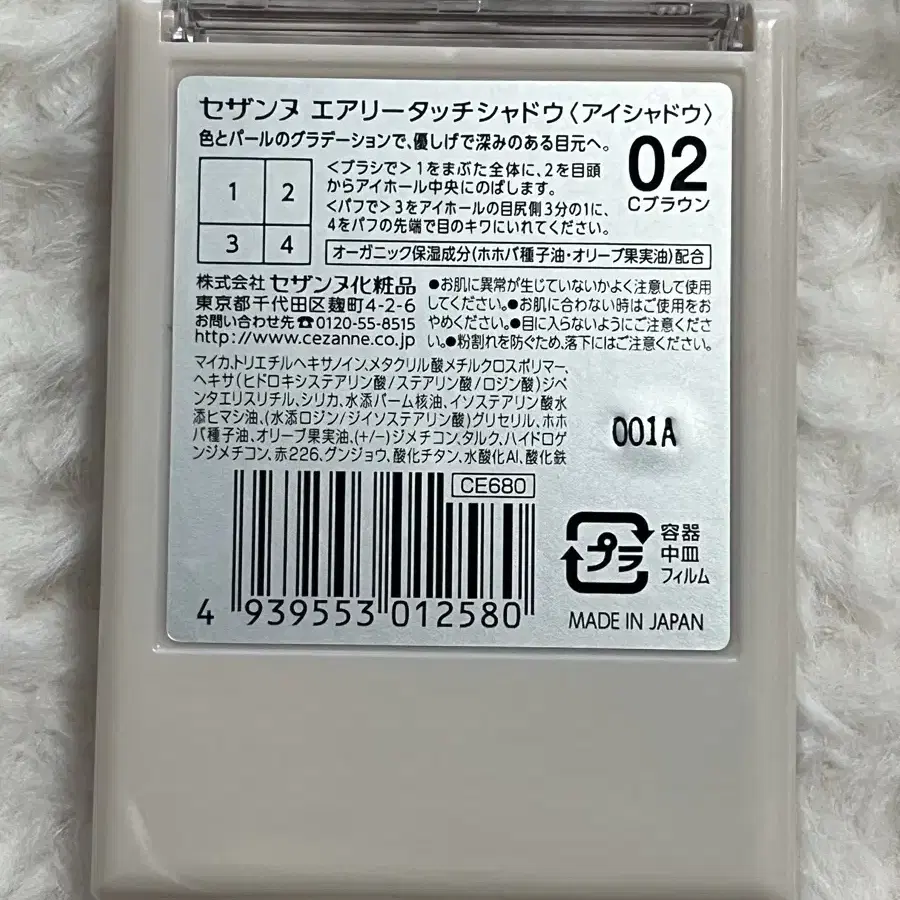 セザンヌ エアリータッチシャドウ〈アイシャドウ〉
色とパールのグラデーションで、優しげで深みのある目元へ。
02
Cブラウン
1 2
3 4
<ブラシで> 1をまぶた全体に、2を目頭
からアイホール中央にのばします。
<パフで> 3をアイホールの目尻側3分の1に、
4をパフの先端で目のキワにいれてください。
オーガニック保湿成分(ホホバ種子油・オリーブ果実油)配合
株式会社 セザンヌ化粧品
東京都千代田区麹町4-2-6
お問い合わせ先☎0120-55-8515
http://www.cezanne.co.jp
●お肌に異常が生じていないかよく注意して使用
してください。●お肌に合わない時はご使用をお
やめください。●目に入らないようにご注意くださ
い。●粉割れを防ぐため、落下にはご注意ください。
マイカ,トリエチルヘキサノイン,メタクリル酸メチルクロスポリマー,
ヘキサ(ヒドロキシステアリン酸/ステアリン酸/ロジン酸)ジペ
ンタエリスリチル,シリカ,水添パーム核油,イソステアリン酸水
添ヒマシ油,(水添ロジン/ジイソステアリン酸)グリセリル,ホホ
バ種子油,オリーブ果実油,(+/-)ジメチコン,タルク,ハイドロゲ
ンジメチコン,赤226,グンジョウ,酸化チタン,水酸化Al,酸化鉄
001A
CE680
4 939553 012580
プラ
容器
中皿
フィルム
MADE IN JAPAN